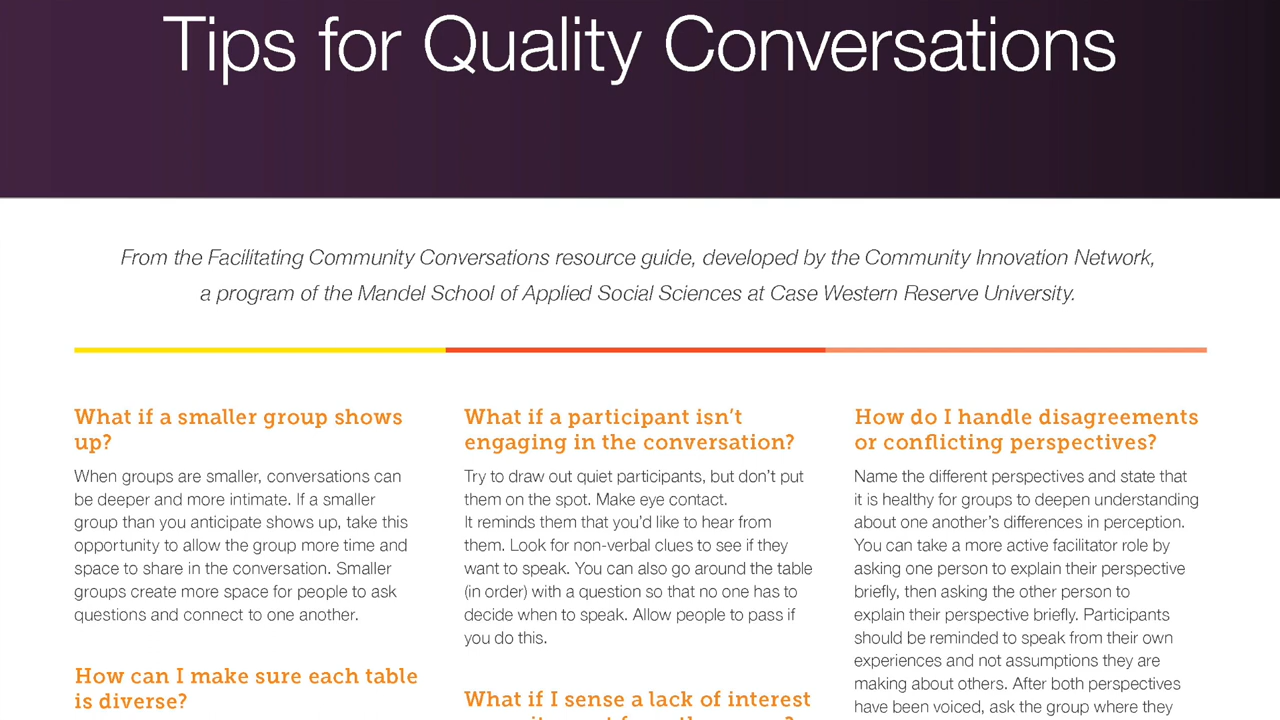 Tips for Quality Conversations
From the Facilitating Community Conversations resource guide, developed by the Community Innovation Network,
a program of the Mandel School of Applied Social Sciences at Case Western Reserve University.
What if a smaller group shows
up?
When groups are smaller, conversations can
be deeper and more intimate. If a smaller
group than you anticipate shows up, take this
opportunity to allow the group more time and
space to share in the conversation. Smaller
groups create more space for people to ask
questions and connect to one another.
How can I make sure each table
is diverse?
What if a participant isn't
engaging in the conversation?
Try to draw out quiet participants, but don't put
them on the spot. Make eye contact.
It reminds them that you'd like to hear from
them. Look for non-verbal clues to see if they
want to speak. You can also go around the table
(in order) with a question so that no one has to
decide when to speak. Allow people to pass if
you do this.
What if I sense a lack of interest
How do I handle disagreements
or conflicting perspectives?
Name the different perspectives and state that
it is healthy for groups to deepen understanding
about one another's differences in perception.
You can take a more active facilitator role by
asking one person to explain their perspective
briefly, then asking the other person to
explain their perspective briefly. Participants
should be reminded to speak from their own
experiences and not assumptions they are
making about others. After both perspectives
have been voiced, ask the group where they